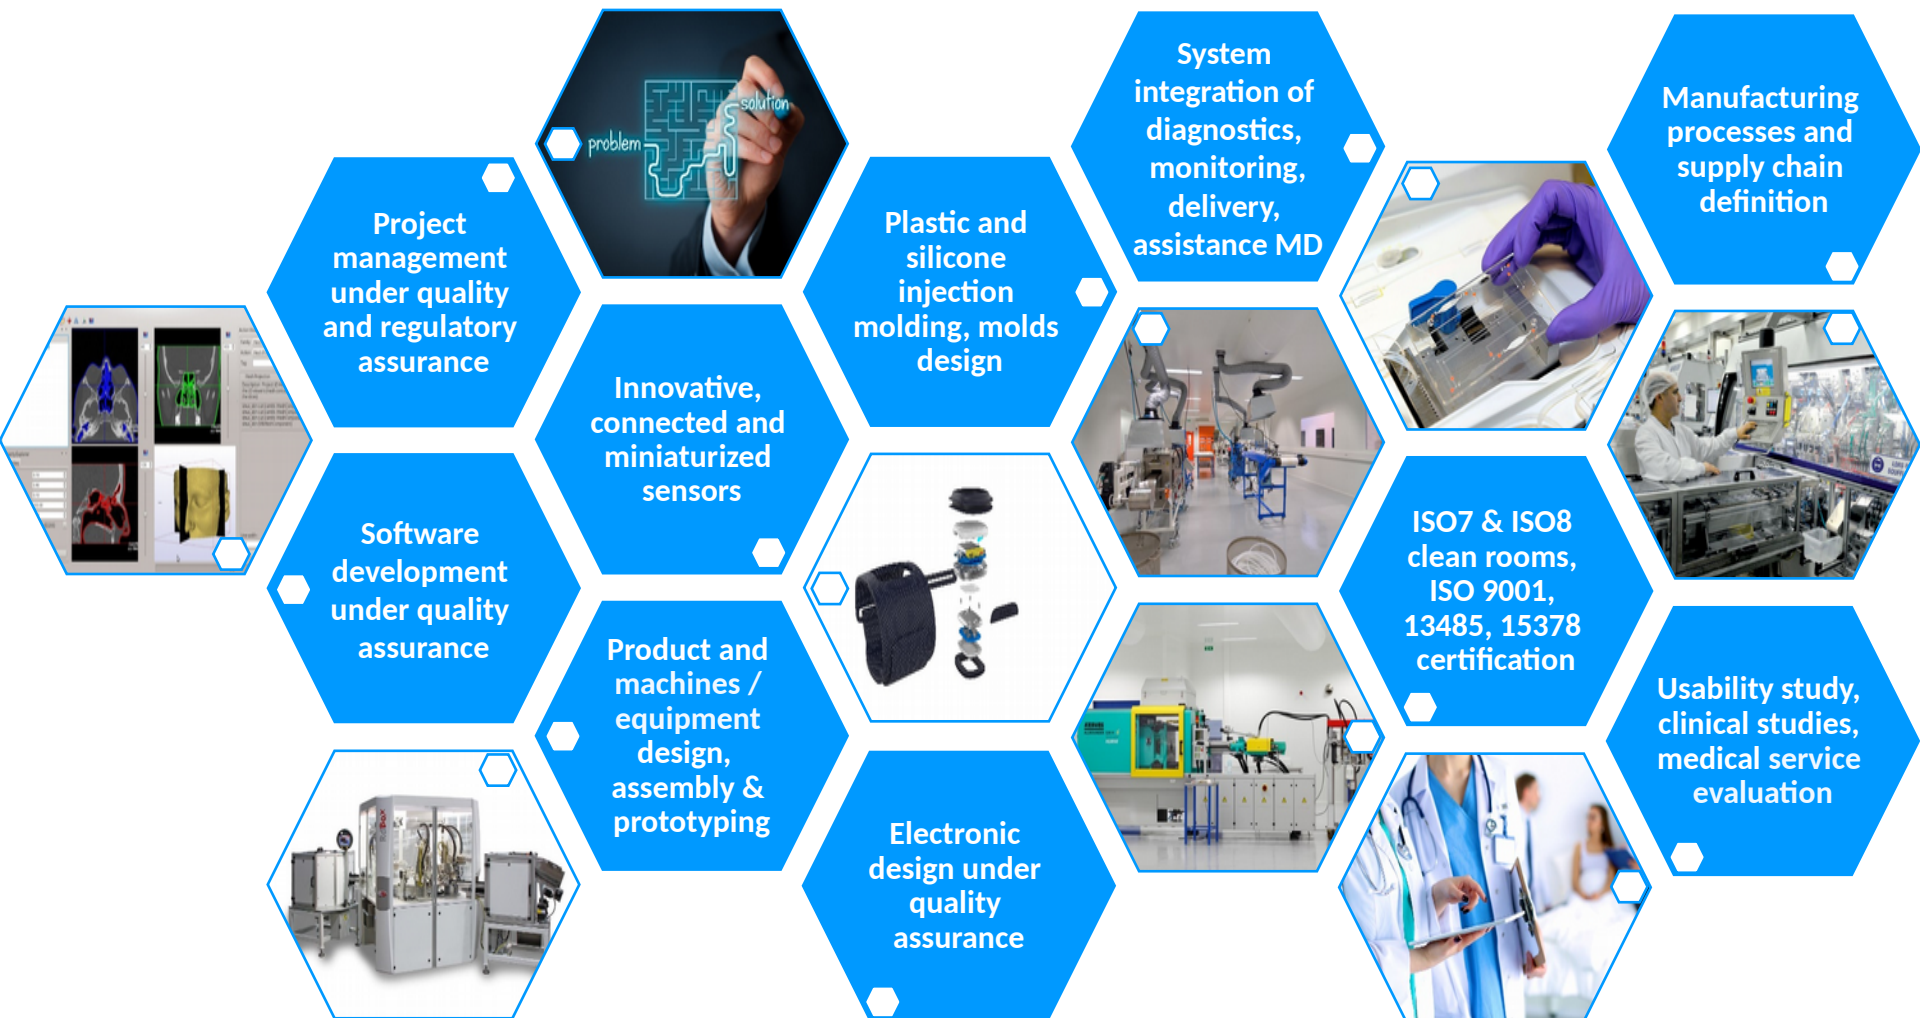 Project
management
under quality
and regulatory
assurance
Software
development
under quality
assurance
problem
solution
Innovative,
connected and
miniaturized
sensors
Product and
machines /
equipment
design,
assembly &
prototyping
Plastic and
silicone
injection
molding, molds
design
Electronic
design under
quality
assurance
System
integration of
diagnostics,
monitoring,
delivery,
assistance MD
ISO7 & ISO8
clean rooms,
ISO 9001,
13485, 15378
certification
Manufacturing
processes and
supply chain
definition
Usability study,
clinical studies,
medical service
evaluation